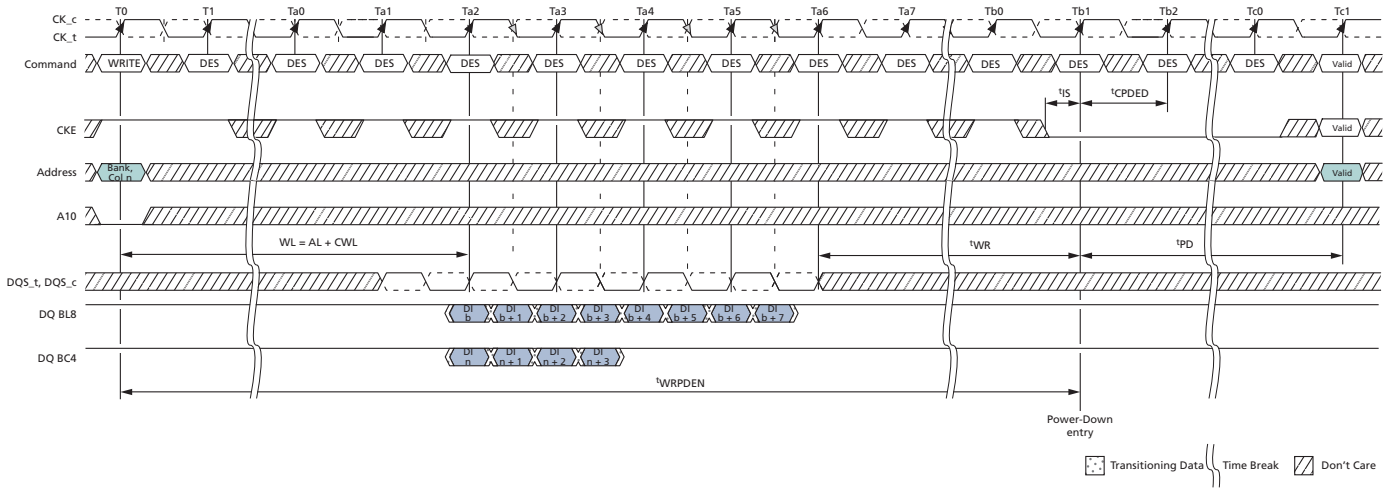 T0 T1 Ta0 Ta1 Ta2 Ta3 Ta4 Ta5 Ta6 Ta7 Tb0 Tb1 Tb2 Tc0 Tc1
CK_c
CK_t
Command WRITE DES DES DES DES DES DES DES DES DES DES DES DES DES Valid
tIS tCPDED
CKE Valid
Address Bank, Col n Valid
A10
WL = AL + CWL tWR tPD
DQS_t, DQS_c
DQ BL8 DI b DI b + 1 DI b + 2 DI b + 3 DI b + 4 DI b + 5 DI b + 6 DI b + 7
DQ BC4 DI n DI n + 1 DI n + 2 DI n + 3
tWRPDEN
Power-Down
entry
Transitioning Data Time Break Don't Care